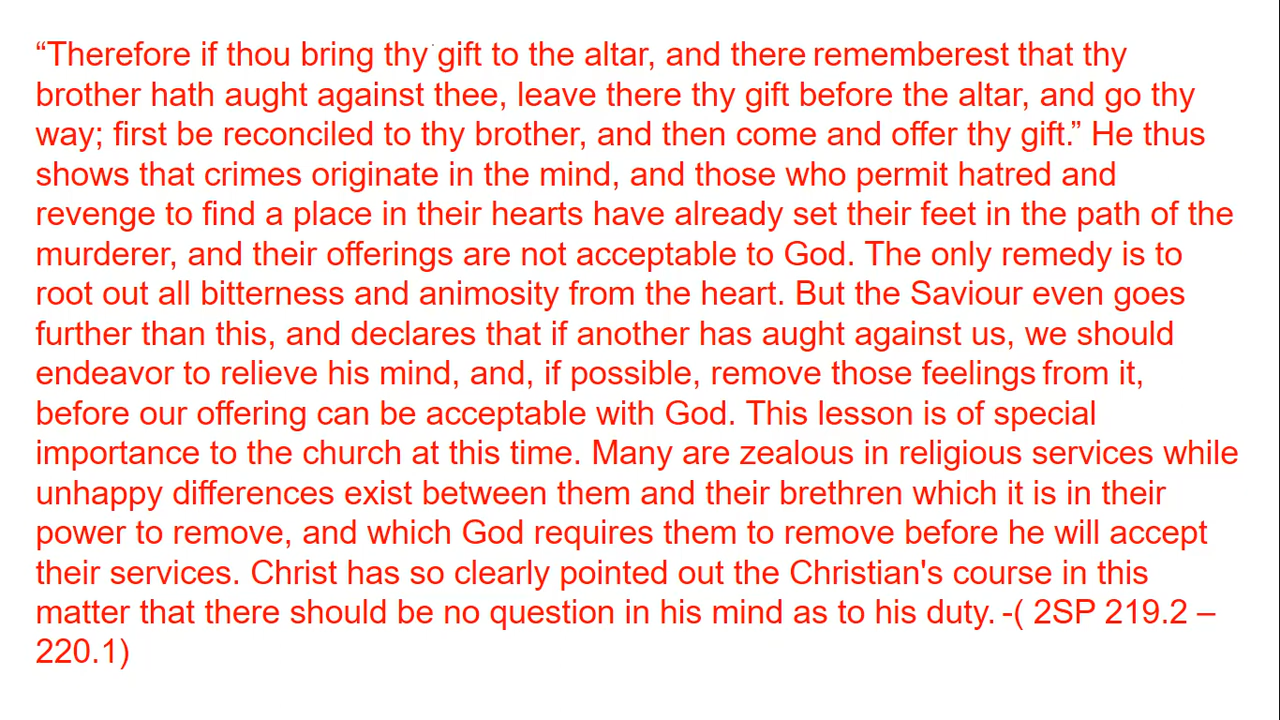 “Therefore if thou bring thy gift to the altar, and there rememberest that thy
brother hath aught against thee, leave there thy gift before the altar, and go thy
way; first be reconciled to thy brother, and then come and offer thy gift.” He thus
shows that crimes originate in the mind, and those who permit hatred and
revenge to find a place in their hearts have already set their feet in the path of the
murderer, and their offerings are not acceptable to God. The only remedy is to
root out all bitterness and animosity from the heart. But the Saviour even goes
further than this, and declares that if another has aught against us, we should
endeavor to relieve his mind, and, if possible, remove those feelings from it,
before our offering can be acceptable with God. This lesson is of special
importance to the church at this time. Many are zealous in religious services while
unhappy differences exist between them and their brethren which it is in their
power to remove, and which God requires them to remove before he will accept
their services. Christ has so clearly pointed out the Christian's course in this
matter that there should be no question in his mind as to his duty. -( 2SP 219.2 –
220.1)